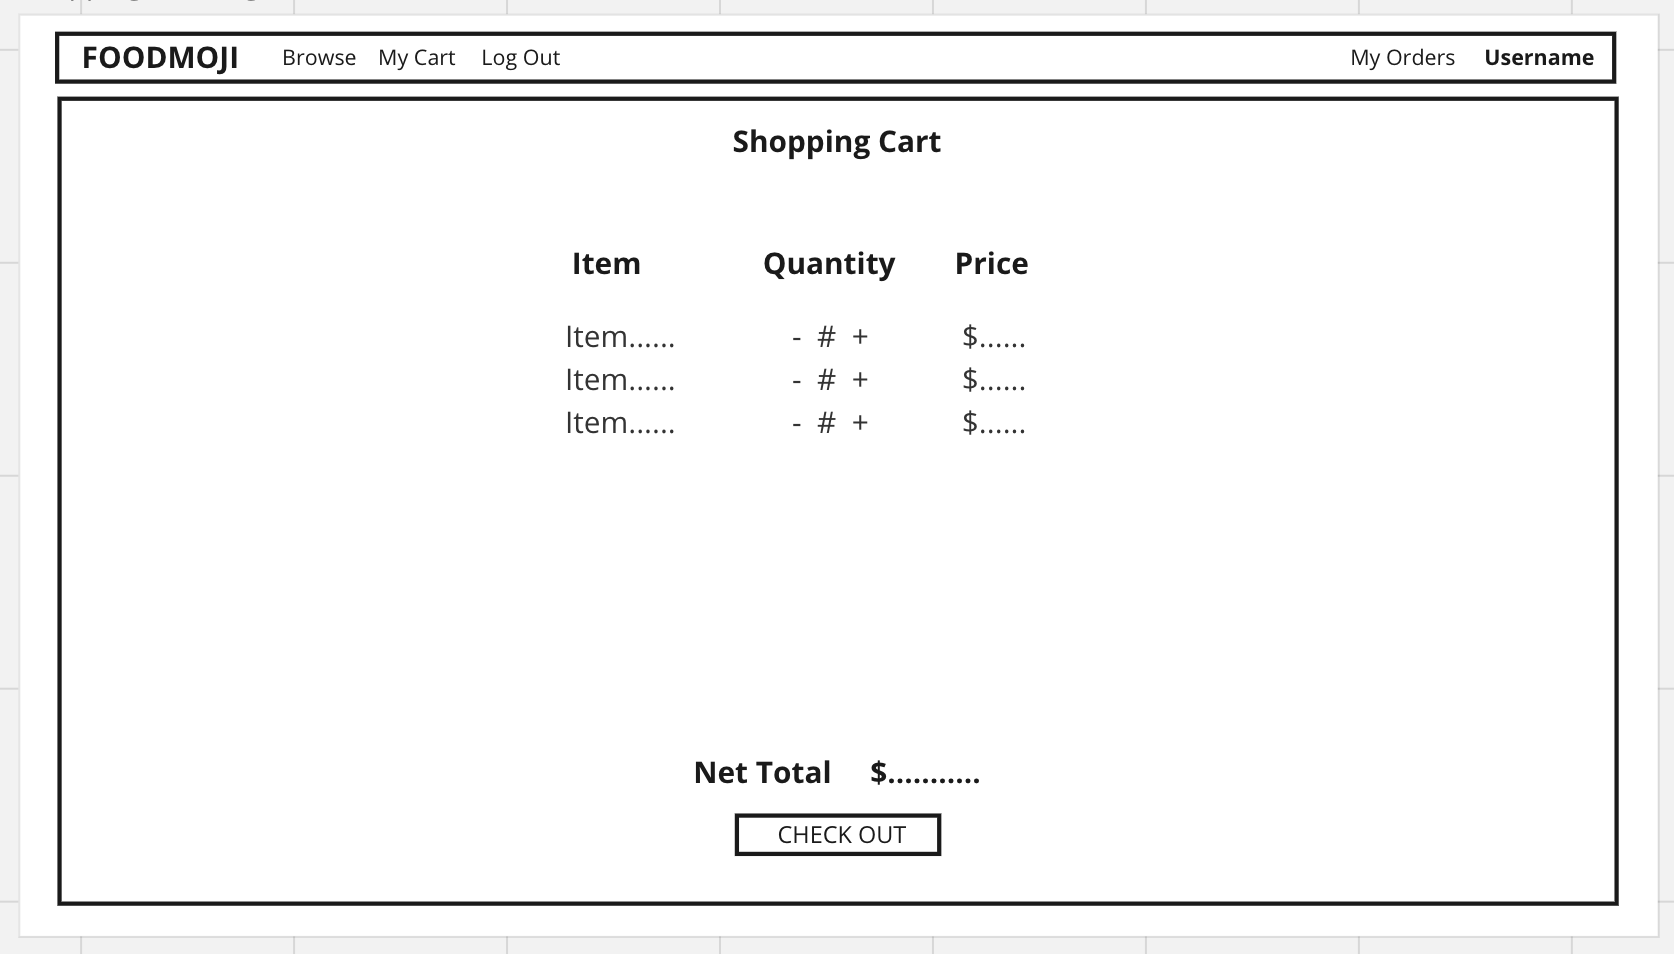 FOODMOJI Browse My Cart Log Out My Orders Username
Shopping Cart
Item Quantity Price
Item...... - # + $......
Item...... - # + $......
Item...... - # + $......
Net Total $...........
CHECK OUT